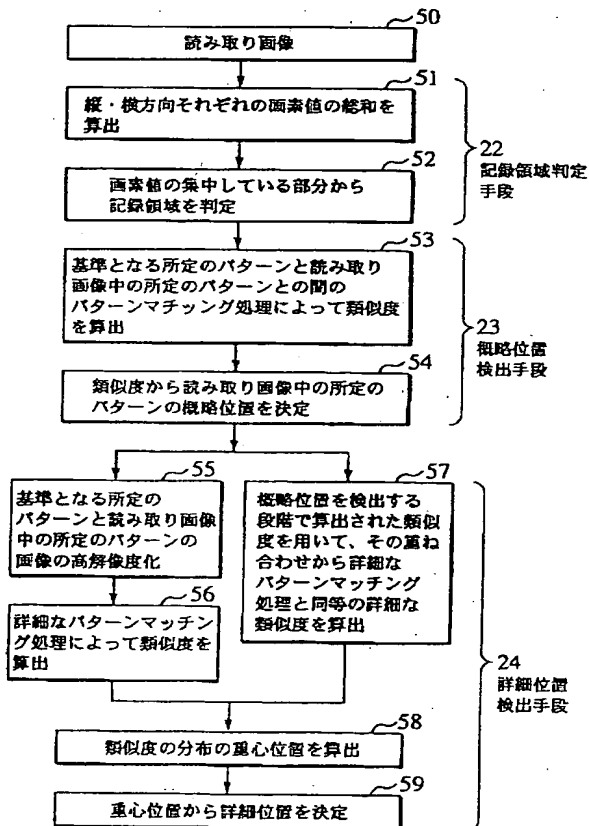 50
読み取り画像
51
縦・横方向それぞれの画素値の総和を
算出
52
画素値の集中している部分から
記録領域を判定
22
記録領域判定
手段
53
基準となる所定のパターンと読み取り
画像中の所定のパターンとの間の
パターンマチッング処理によって類似度
を算出
54
類似度から読み取り画像中の所定の
パターンの概略位置を決定
23
概略位置
検出手段
55
基準となる所定の
パターンと読み取り画像
中の所定のパターンの
画像の高解像度化
56
詳細なパターンマッチン
グ処理によって類似度を
算出
57
概略位置を検出する
段階で算出された類似
度を用いて、その重ね
合わせから詳細な
パターンマッチング
処理と同等の詳細な
類似度を算出
58
類似度の分布の重心位置を算出
59
重心位置から詳細位置を決定
24
詳細位置
検出手段